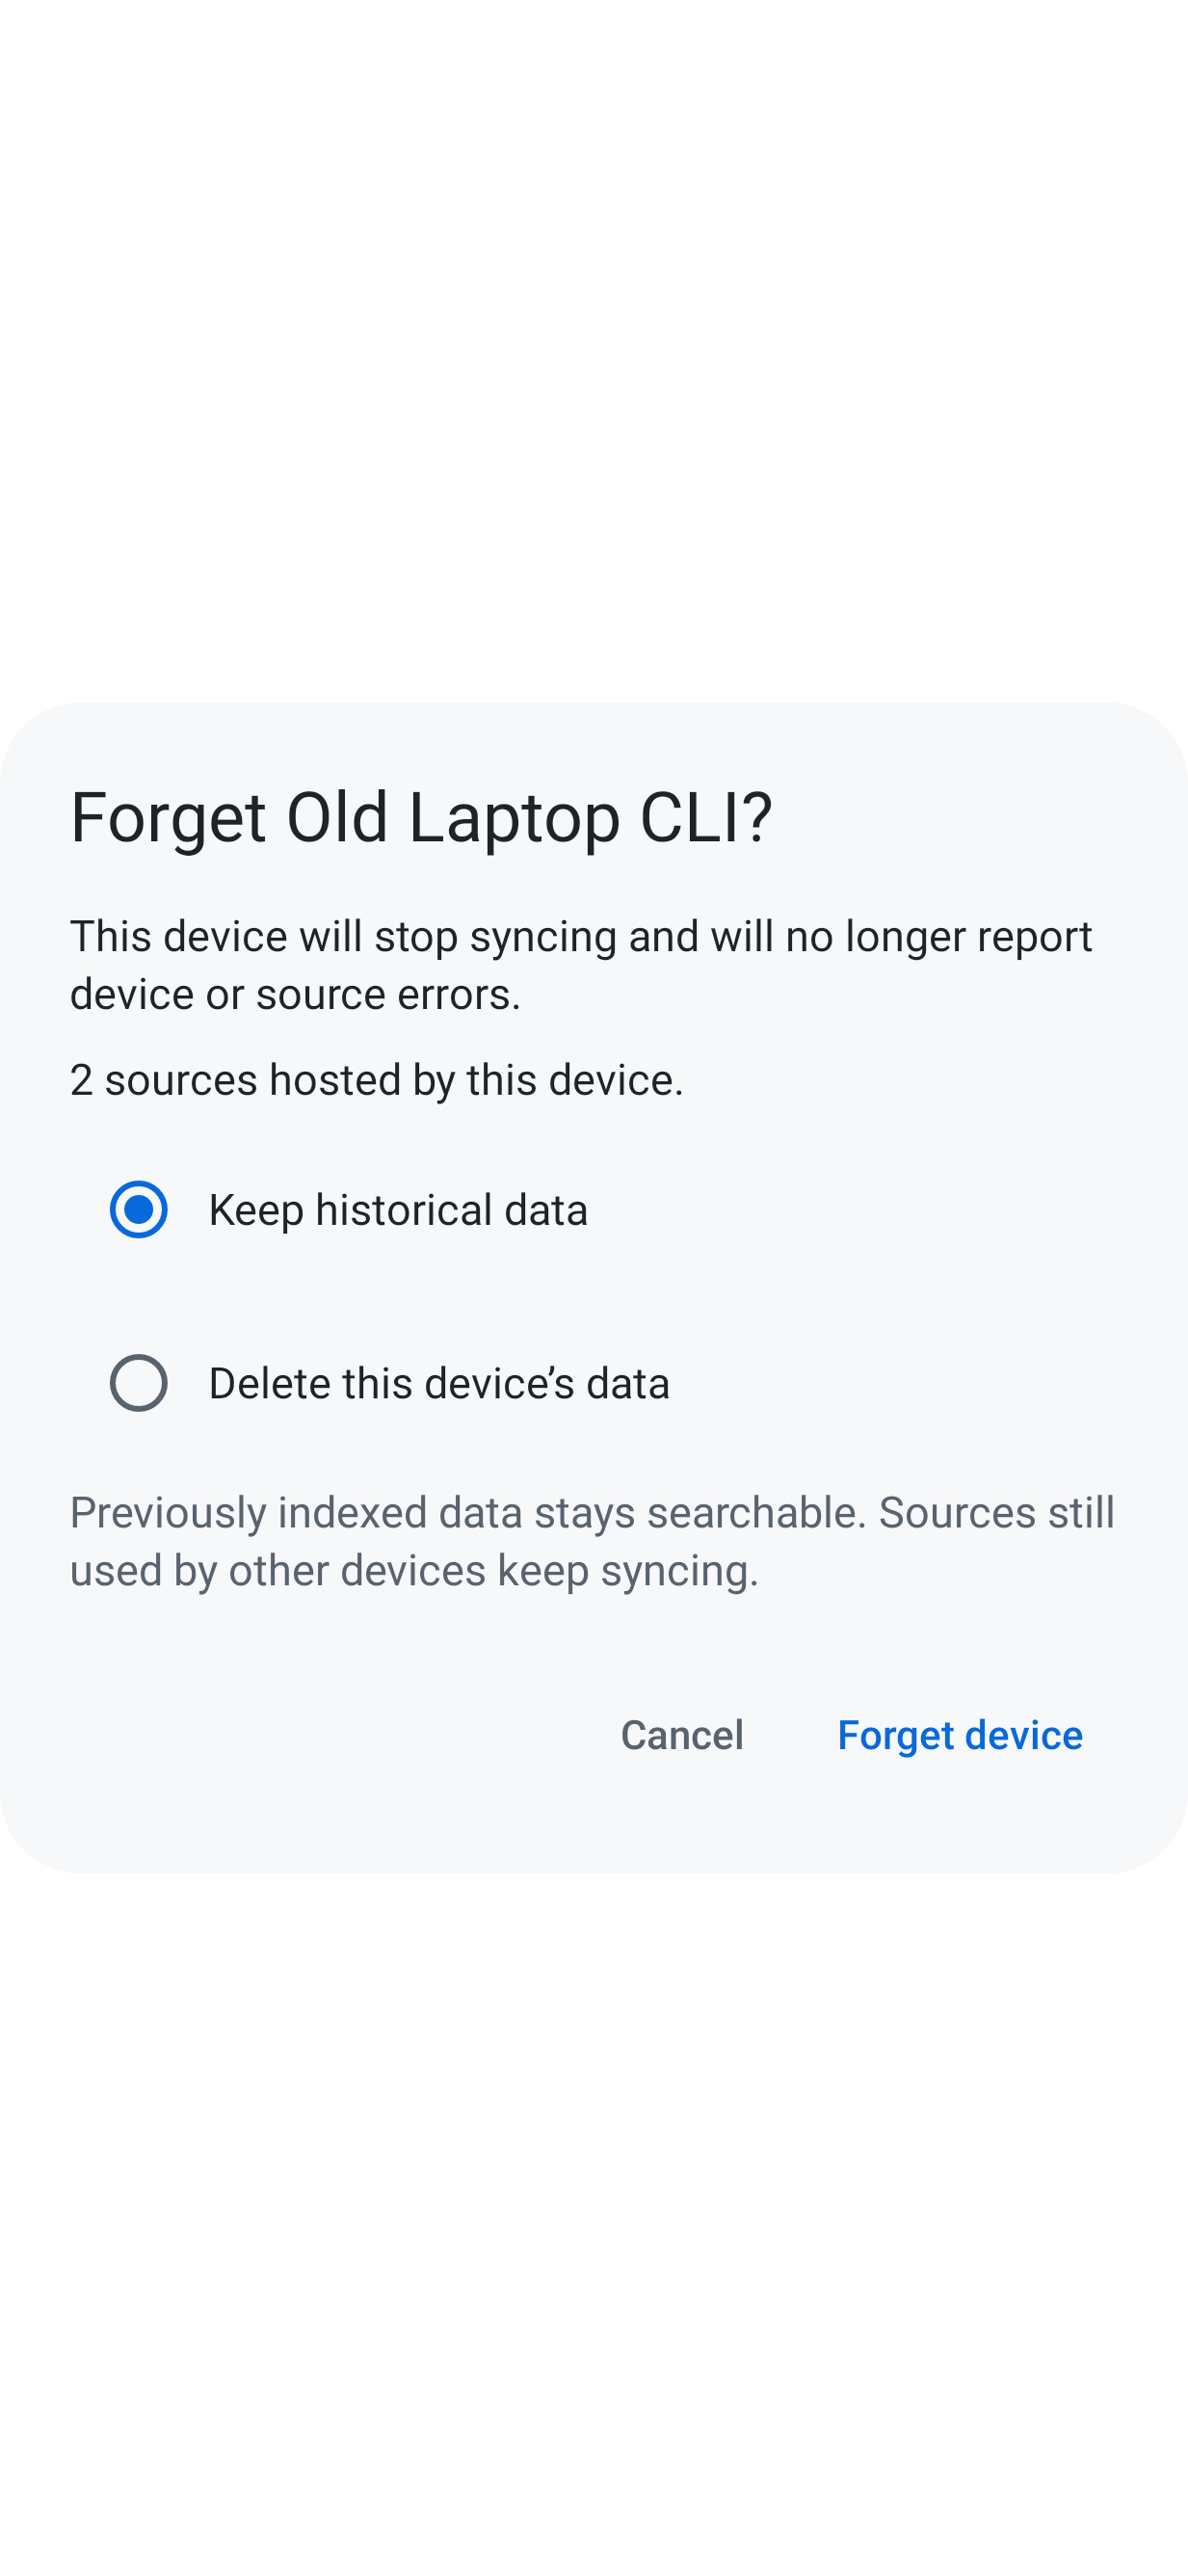 Forget Old Laptop CLI?
This device will stop syncing and will no longer report
device or source errors.
2 sources hosted by this device.
Keep historical data
Delete this device’s data
Previously indexed data stays searchable. Sources still
used by other devices keep syncing.
Cancel Forget device